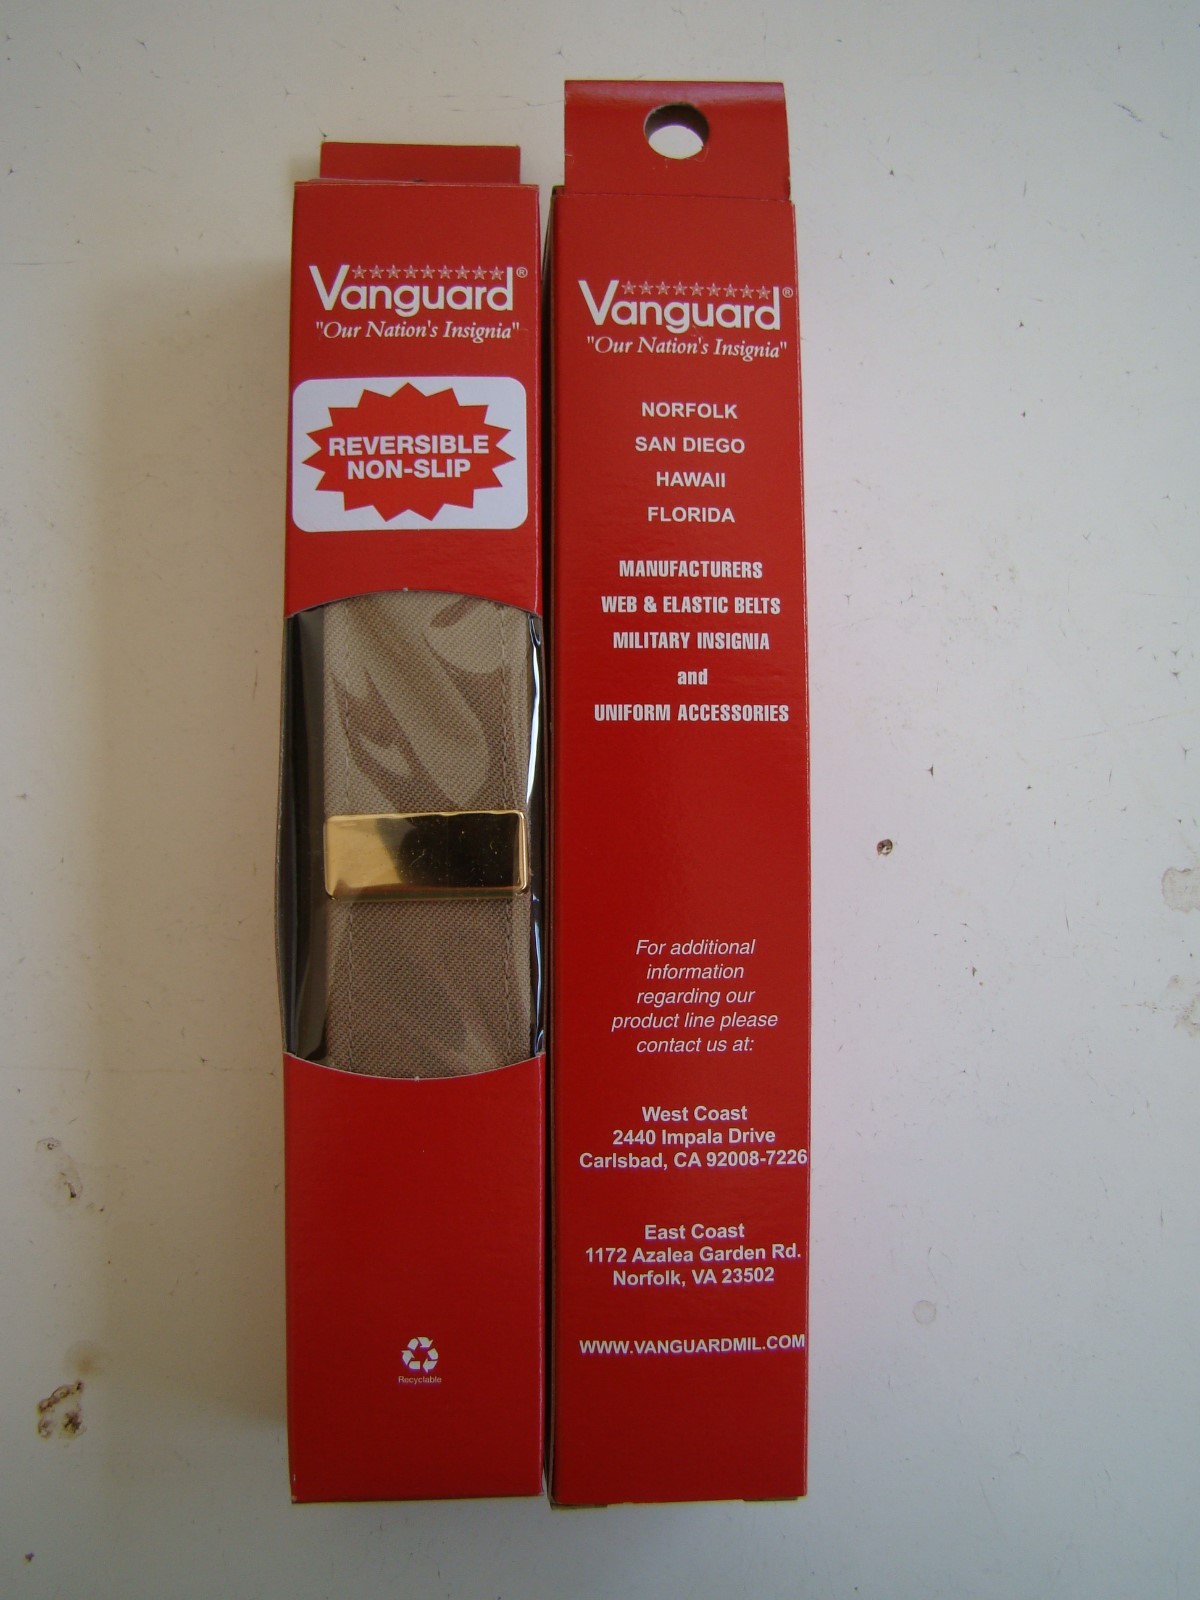 Vanguard®
"Our Nation's Insignia"
REVERSIBLE
NON-SLIP
Recyclable
Vanguard®
"Our Nation's Insignia"
NORFOLK
SAN DIEGO
HAWAII
FLORIDA
MANUFACTURERS
WEB & ELASTIC BELTS
MILITARY INSIGNIA
and
UNIFORM ACCESSORIES
For additional
information
regarding our
product line please
contact us at:
West Coast
2440 Impala Drive
Carlsbad, CA 92008-7226
East Coast
1172 Azalea Garden Rd.
Norfolk, VA 23502
WWW.VANGUARDMIL.COM